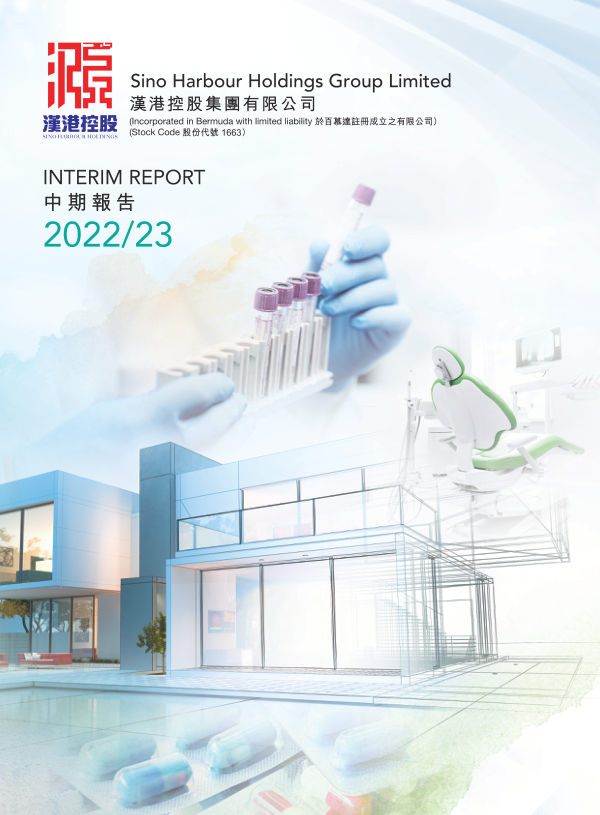 漢港控股
SINO HARBOUR HOLDINGS
Sino Harbour Holdings Group Limited
漢港控股集團有限公司
(Incorporated in Bermuda with limited liability 於百慕達註冊成立之有限公司)
(Stock Code 股份代號 1663)
INTERIM REPORT
中期報告
2022/23